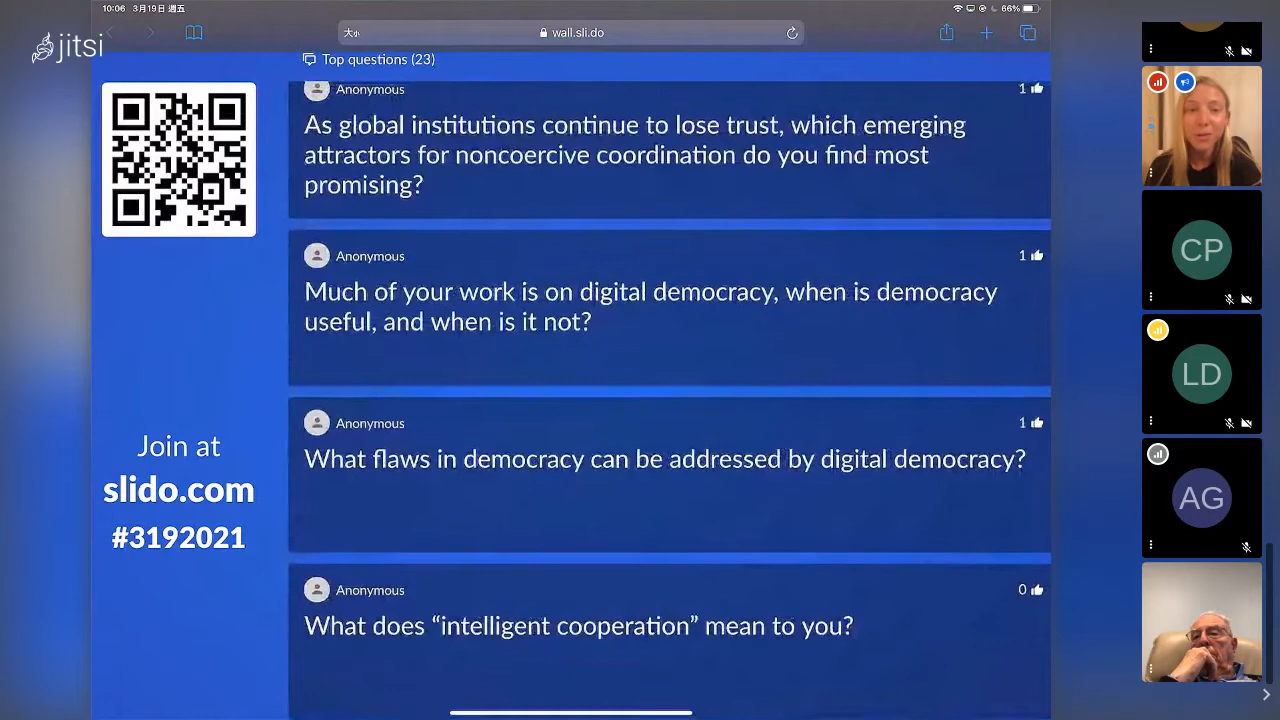 10:06 3月19日 週五
66%
jitsi
大小
wall.sli.do
Top questions (23)
Anonymous
1
As global institutions continue to lose trust, which emerging
attractors for noncoercive coordination do you find most
promising?
Anonymous
1
Much of your work is on digital democracy, when is democracy
useful, and when is it not?
Anonymous
1
What flaws in democracy can be addressed by digital democracy?
Anonymous
0
What does “intelligent cooperation” mean to you?
Join at
slido.com
#3192021
CP
LD
AG